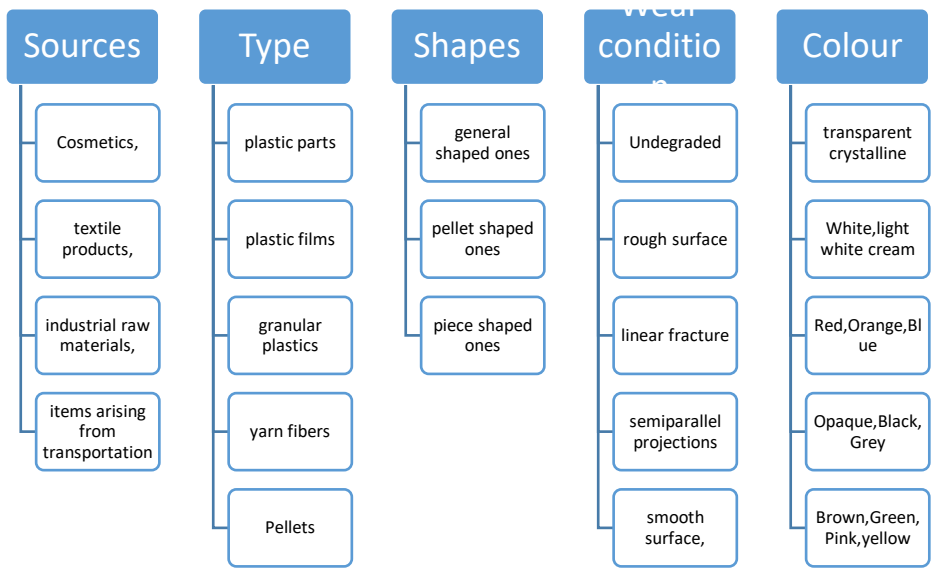 Sources
Cosmetics,
textile
products,
industrial raw
materials,
items arising
from
transportation
Type
plastic parts
plastic films
granular
plastics
yarn fibers
Pellets
Shapes
general
shaped ones
pellet shaped
ones
piece shaped
ones
Wear
conditio
n
Undegraded
rough surface
linear fracture
semiparallel
projections
smooth
surface,
Colour
transparent
crystalline
White,light
white cream
Red,Orange,Bl
ue
Opaque,Black,
Grey
Brown,Green,
Pink,yellow